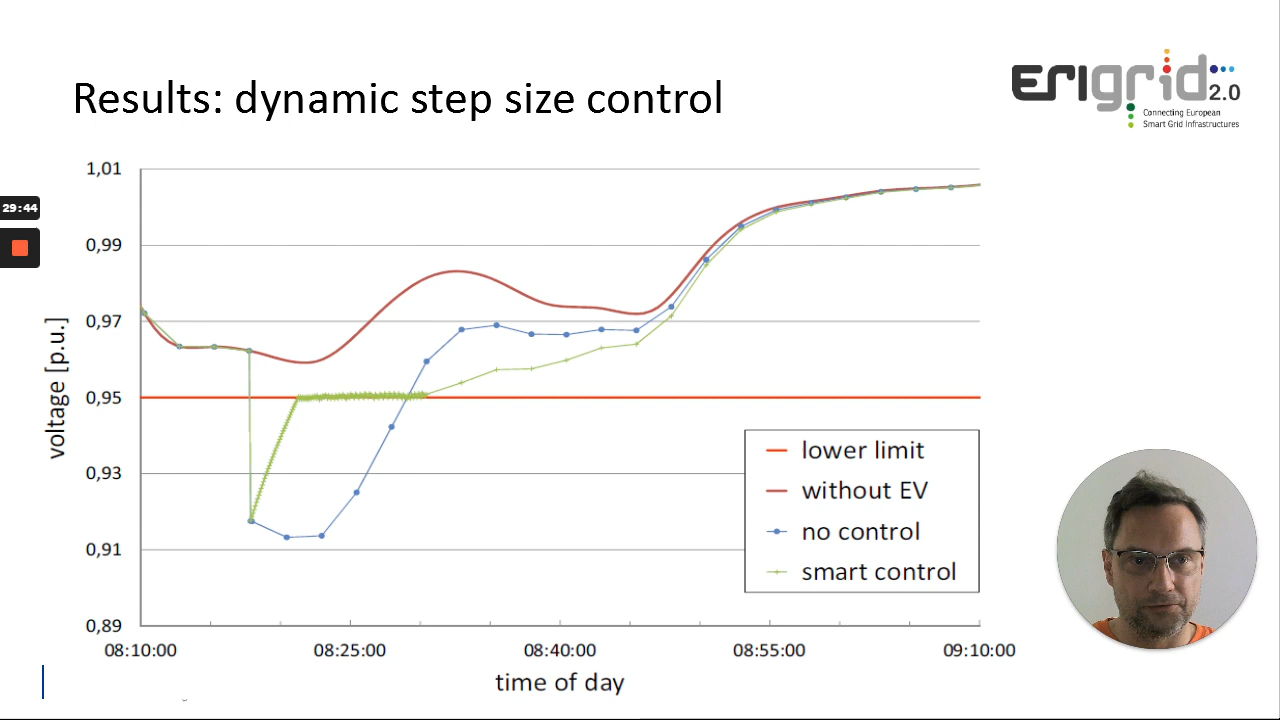 Results: dynamic step size control
ERIGrid 2.0
Connecting European
Smart Grid Infrastructures
29:44
1,01
0,99
0,97
0,95
0,93
0,91
0,89
voltage [p.u.]
lower limit
without EV
no control
smart control
08:10:00 08:25:00 08:40:00 08:55:00 09:10:00
time of day